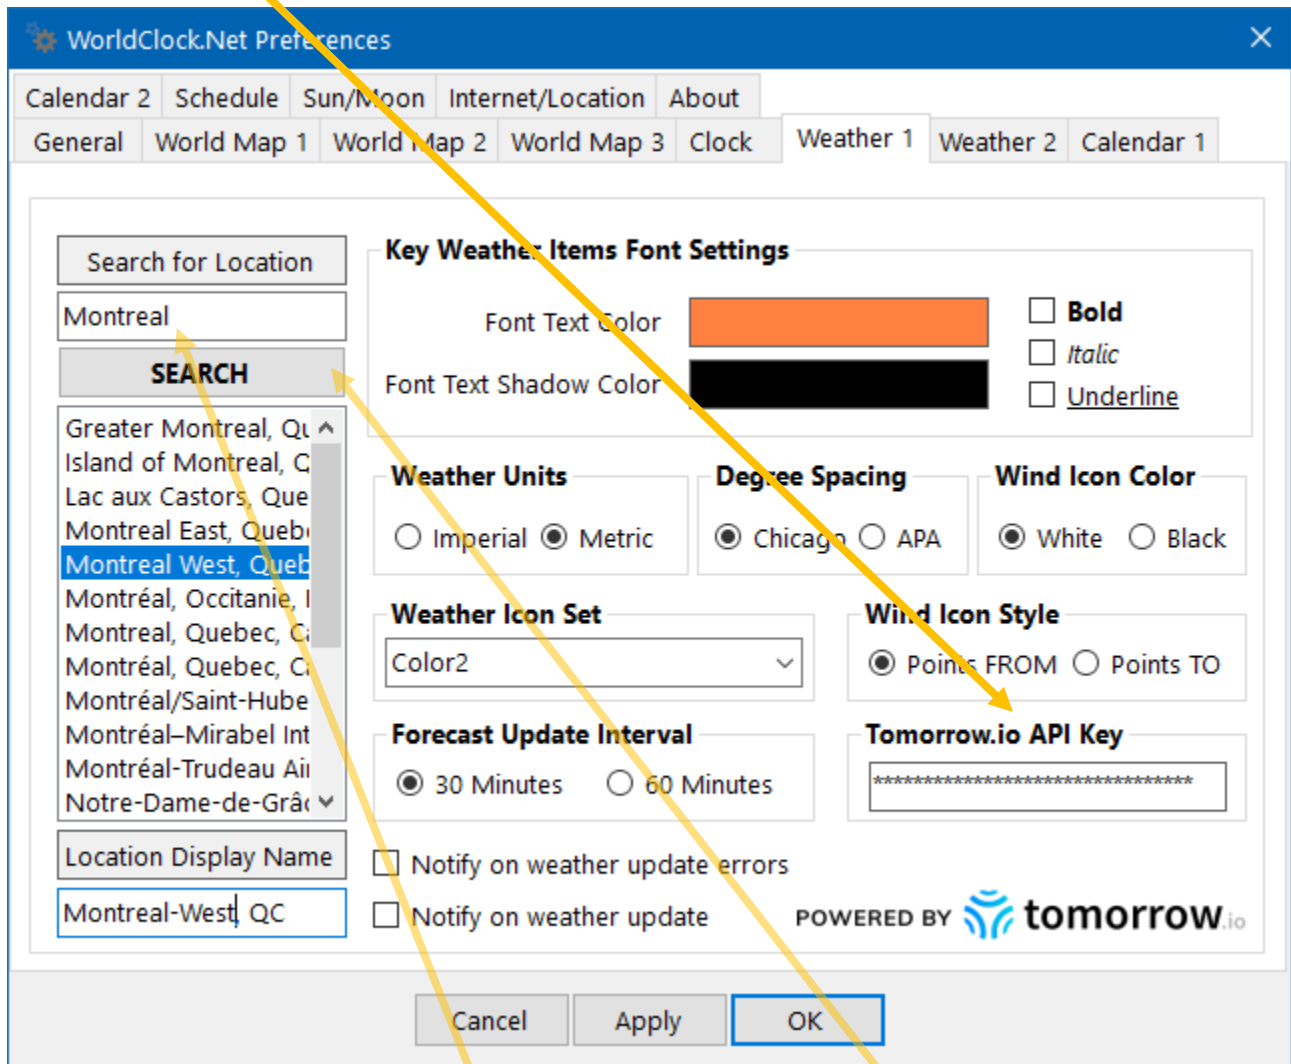 WorldClock.Net Preferences
Calendar 2 Schedule Sun/Moon Internet/Location About
General World Map 1 World Map 2 World Map 3 Clock Weather 1 Weather 2 Calendar 1
Search for Location
Montreal
SEARCH
Greater Montreal, Qu
Island of Montreal, Q
Lac aux Castors, Que
Montreal East, Queb
Montreal West, Queb
Montréal, Occitanie,
Montreal, Quebec, Ca
Montréal, Quebec, Ca
Montréal/Saint-Hube
Montréal–Mirabel Int
Montréal-Trudeau Air
Notre-Dame-de-Grâc
Location Display Name
Montreal-West, QC
Key Weather Items Font Settings
Font Text Color
Font Text Shadow Color
Bold
Italic
Underline
Weather Units
Imperial Metric
Degree Spacing
Chicago APA
Wind Icon Color
White Black
Weather Icon Set
Color2
Wind Icon Style
Points FROM Points TO
Forecast Update Interval
30 Minutes 60 Minutes
Tomorrow.io API Key
********************************
Notify on weather update errors
Notify on weather update
POWERED BY tomorrow.io
Cancel Apply OK